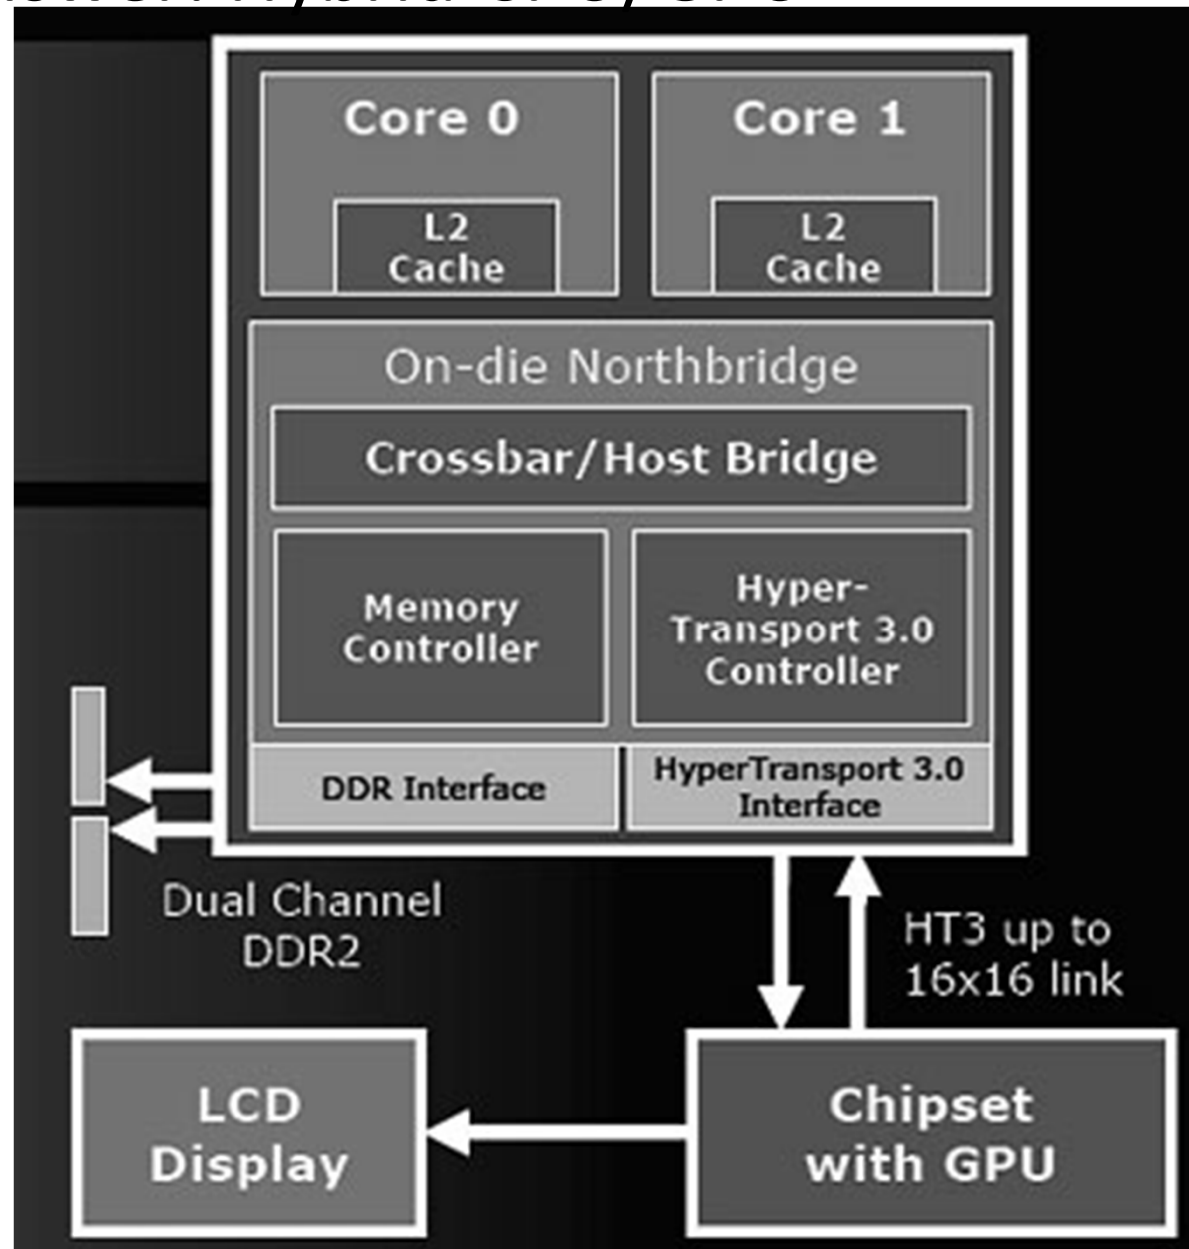 Core 0
Core 1
L2
Cache
L2
Cache
On-die Northbridge
Crossbar/Host Bridge
Memory
Controller
Hyper-
Transport 3.0
Controller
DDR Interface
HyperTransport 3.0
Interface
Dual Channel
DDR2
HT3 up to
16x16 link
LCD
Display
Chipset
with GPU